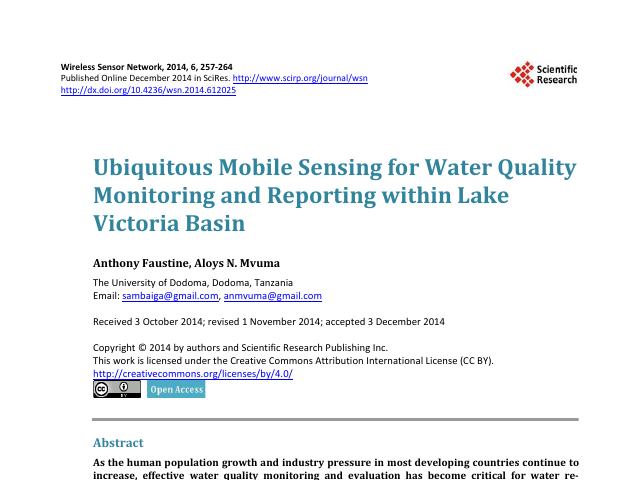 Wireless Sensor Network, 2014, 6, 257-264
Published Online December 2014 in SciRes. http://www.scirp.org/journal/wsn
http://dx.doi.org/10.4236/wsn.2014.612025
Scientific
Research
Ubiquitous Mobile Sensing for Water Quality
Monitoring and Reporting within Lake
Victoria Basin
Anthony Faustine, Aloys N. Mvuma
The University of Dodoma, Dodoma, Tanzania
Email: sambaiga@gmail.com, anmvuma@gmail.com
Received 3 October 2014; revised 1 November 2014; accepted 3 December 2014
Copyright © 2014 by authors and Scientific Research Publishing Inc.
This work is licensed under the Creative Commons Attribution International License (CC BY).
http://creativecommons.org/licenses/by/4.0/
cc BY Open Access
Abstract
As the human population growth and industry pressure in most developing countries continue to
increase, effective water quality monitoring and evaluation has become critical for water re-